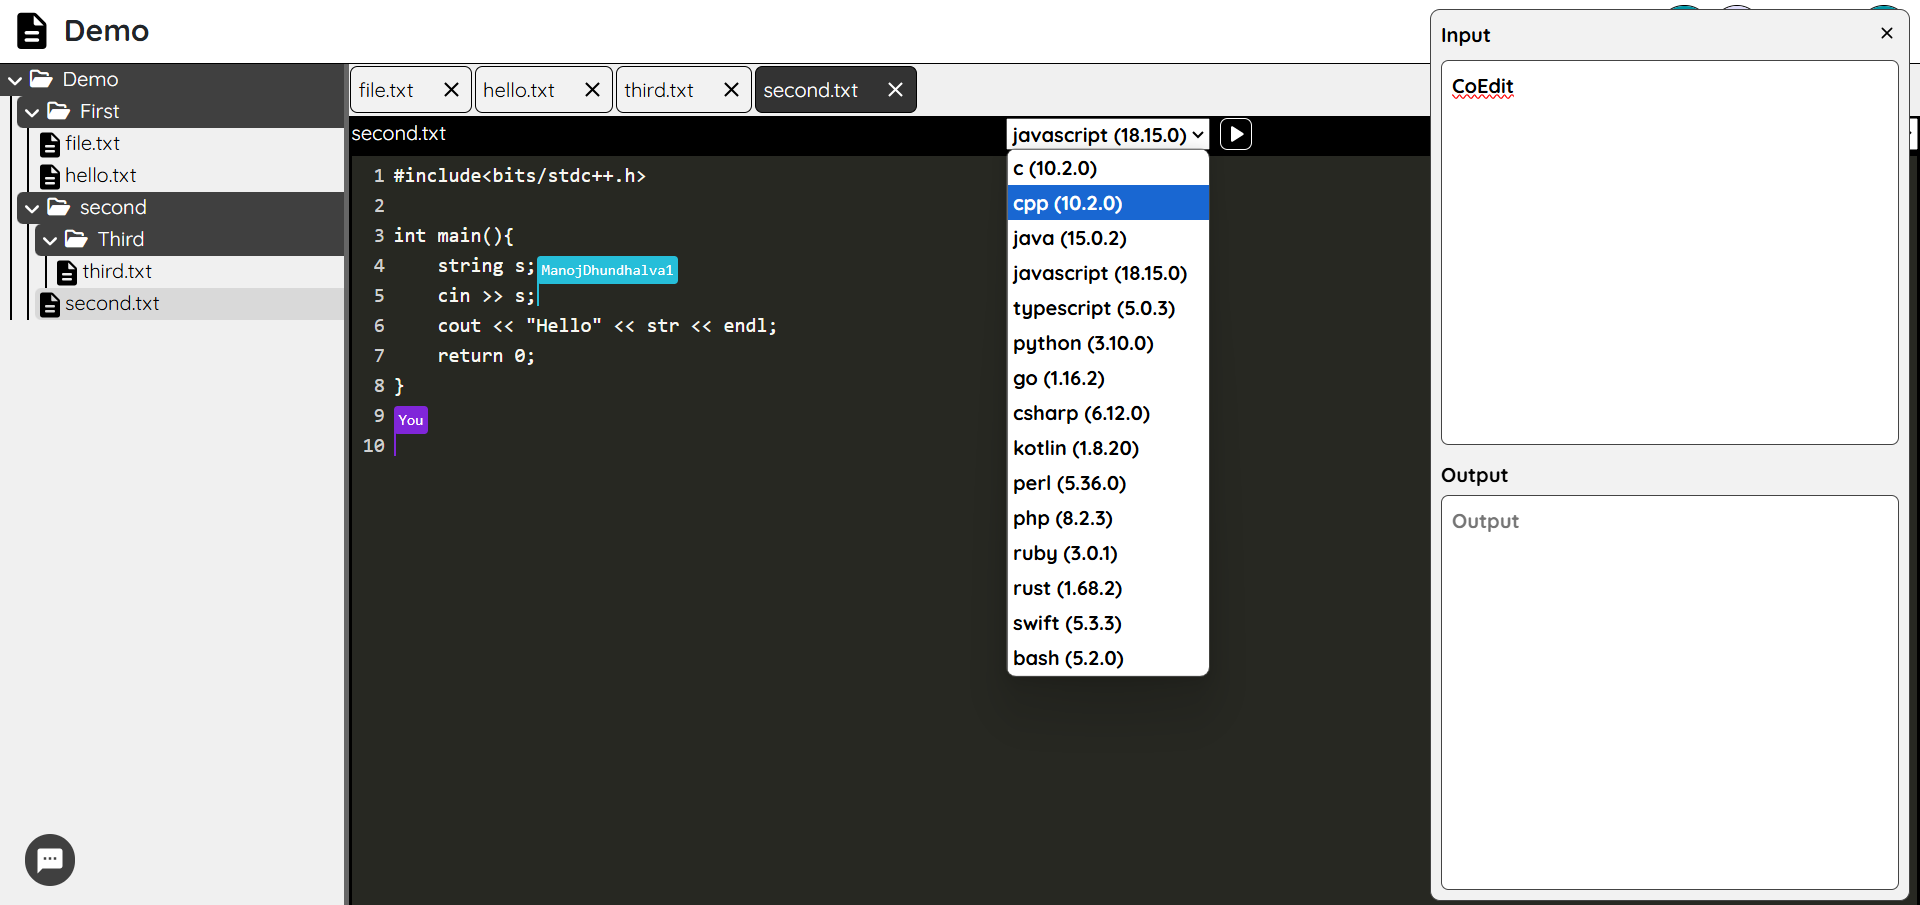 Demo
Demo
First
file.txt
hello.txt
second
Third
third.txt
second.txt
file.txt
hello.txt
third.txt
second.txt
second.txt
javascript (18.15.0)
c (10.2.0)
cpp (10.2.0)
java (15.0.2)
javascript (18.15.0)
typescript (5.0.3)
python (3.10.0)
go (1.16.2)
csharp (6.12.0)
kotlin (1.8.20)
perl (5.36.0)
php (8.2.3)
ruby (3.0.1)
rust (1.68.2)
swift (5.3.3)
bash (5.2.0)
1 #include<bits/stdc++.h>
2
3 int main(){
4     string s;
ManojDhundhalva1
5     cin >> s;
6     cout << "Hello" << str << endl;
7     return 0;
8 }
9
You
10
Input
CoEdit
Output
Output